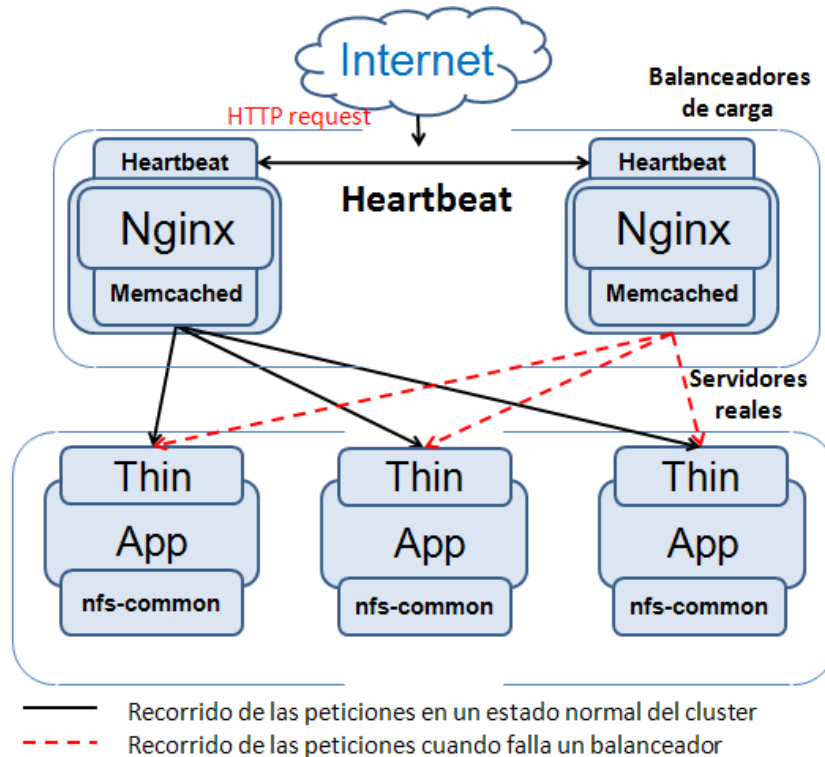 Internet
Balanceadores
de carga
HTTP request
Heartbeat
Heartbeat
Heartbeat
Nginx
Nginx
Memcached
Memcached
Servidores
reales
Thin
Thin
Thin
App
App
App
nfs-common
nfs-common
nfs-common
Recorrido de las peticiones en un estado normal del cluster
Recorrido de las peticiones cuando falla un balanceador